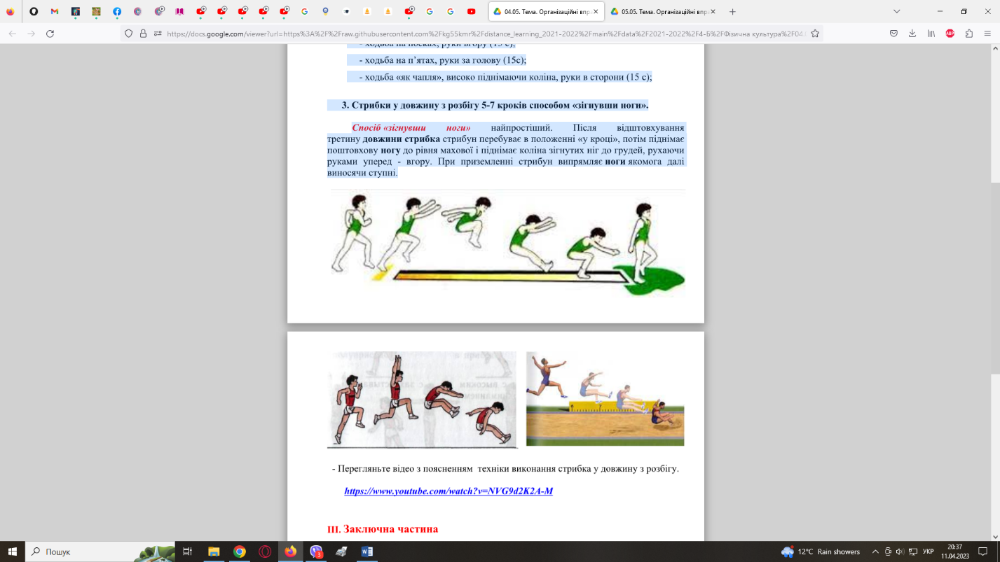 04.05. Тема. Організаційні впра
05.05. Тема. Організаційні впр
https://docs.google.com/viewer?url=https%3A%2F%2Fraw.githubusercontent.com%2Fkg55kmr%2Fdistance_learning_2021-2022%2Fmain%2Fdata%2F2021-2022%2F4-Б%2FФізична культура%2F04.
- ходьба на носках, руки вгору (15 с);
- ходьба на п’ятах, руки за голову (15с);
- ходьба «як чапля», високо піднімаючи коліна, руки в сторони (15 с);
3. Стрибки у довжину з розбігу 5-7 кроків способом «зігнувши ноги».
Спосіб «зігнувши ноги» найпростіший. Після відштовхування
третину довжини стрибка стрибун перебуває в положенні «у кроці», потім піднімає
поштовхову ногу до рівня махової і піднімає коліна зігнутих ніг до грудей, рухаючи
руками уперед - вгору. При приземленні стрибун випрямляє ноги якомога далі
виносячи ступні.
- Перегляньте відео з поясненням техніки виконання стрибка у довжину з розбігу.
https://www.youtube.com/watch?v=NVG9d2K2A-M
ІІІ. Заключна частина
Пошук
3
12°C Rain showers
УКР
20:37
11.04.2023